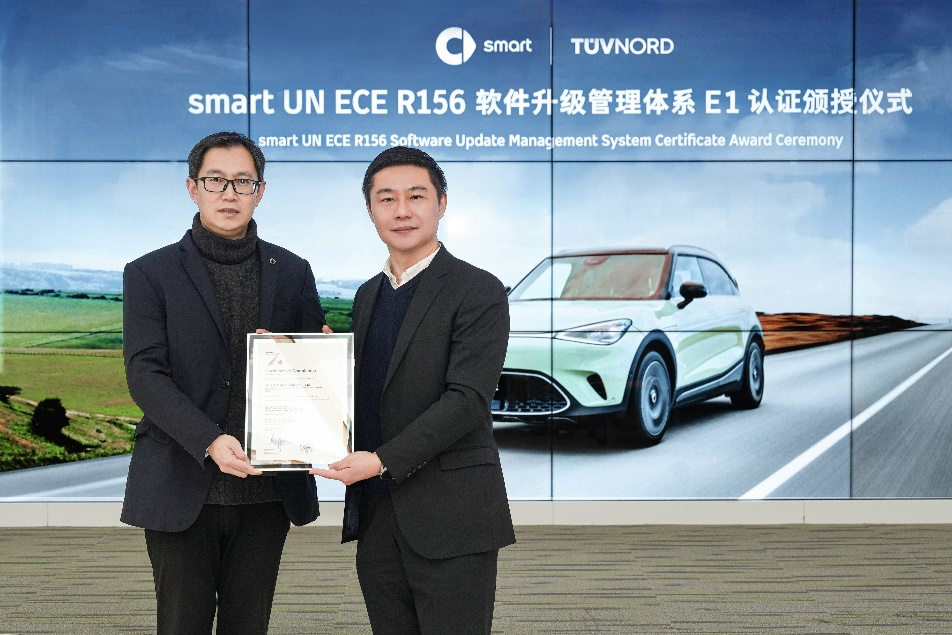 smart TÜVNORD
smart UN ECE R156 软件升级管理体系 E1 认证颁授仪式
smart UN ECE R156 Software Update Management System Certificate Award Ceremony